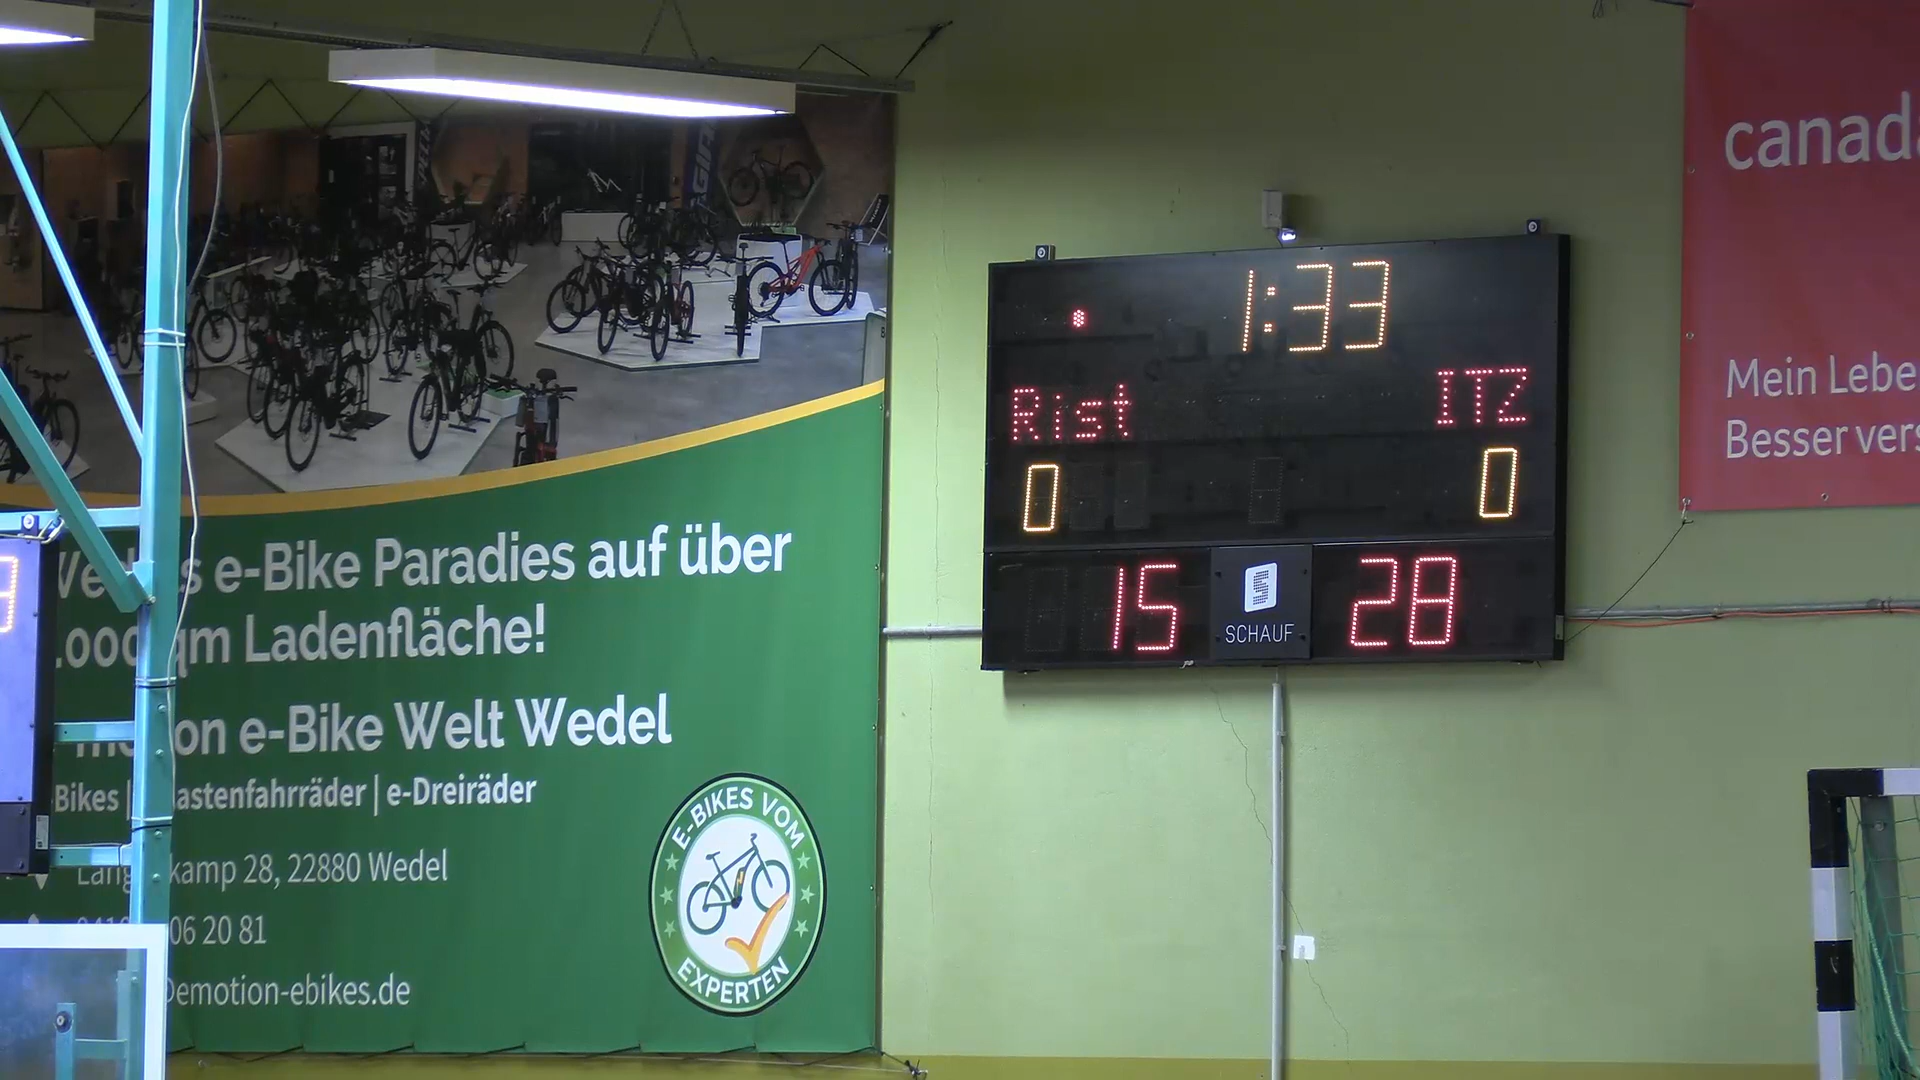 GIAN
e-Bike Paradies auf über
qm Ladenfläche!
e-Bike Welt Wedel
Bikes | astenfahrräder | e-Dreiräder
kamp 28, 22880 Wedel
06 20 81
emotion-ebikes.de
E-BIKES VOM
EXPERTEN
1:33
Rist ITZ
0 0
15 28
S
SCHAUF
canada
Mein Lebe
Besser vers